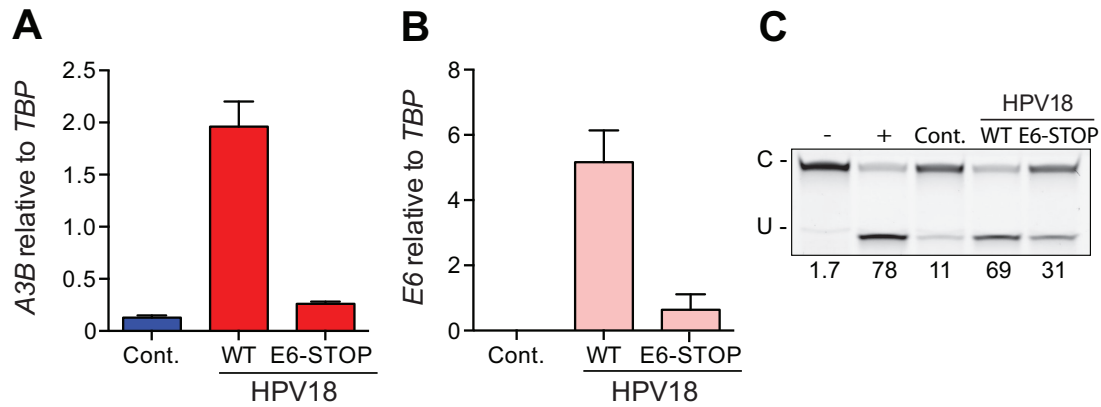 A
A3B relative to TBP
2.5
2.0
1.5
1.0
0.5
0
Cont.
WT
E6-STOP
HPV18
B
E6 relative to TBP
8
6
4
2
0
Cont.
WT
E6-STOP
HPV18
C
HPV18
- + Cont. WT E6-STOP
C -
U -
1.7 78 11 69 31